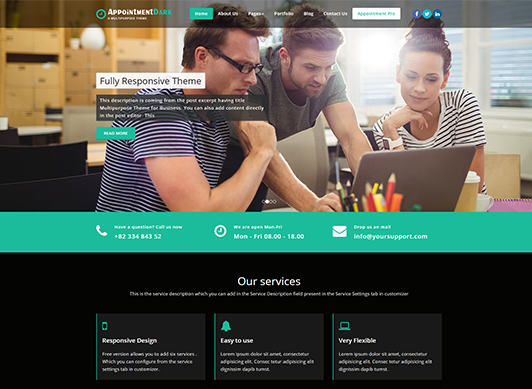 APPOINTMENTDARK
A MULTIPURPOSE THEME
Home About Us Pages Portfolio Blog Contact Us Appointment Pro
Fully Responsive Theme
This description is coming from the post excerpt having title
Multipurpose Theme for Business. You can also add content directly
in the post editor. This
READ MORE
Have a question? Call us now
+82 334 843 52
We are open Mon-Fri
Mon - Fri 08.00 - 18.00
Drop us an mail
info@yoursupport.com
Our services
This is the service description which you can add in the Service Description field present in the Service Settings tab in customizer
Responsive Design
Free version allows you to add six services .
Which you can configure from the service
settings tab in customizer.
Easy to use
Lorem ipsum dolor sit amet, consectetur
adipisicing elit. Consec tetur adipisicing elit
dignissim dapib tumst.
Very Flexible
Lorem ipsum dolor sit amet, consectetur
adipisicing elit. Consec tetur adipisicing elit
dignissim dapib tumst.